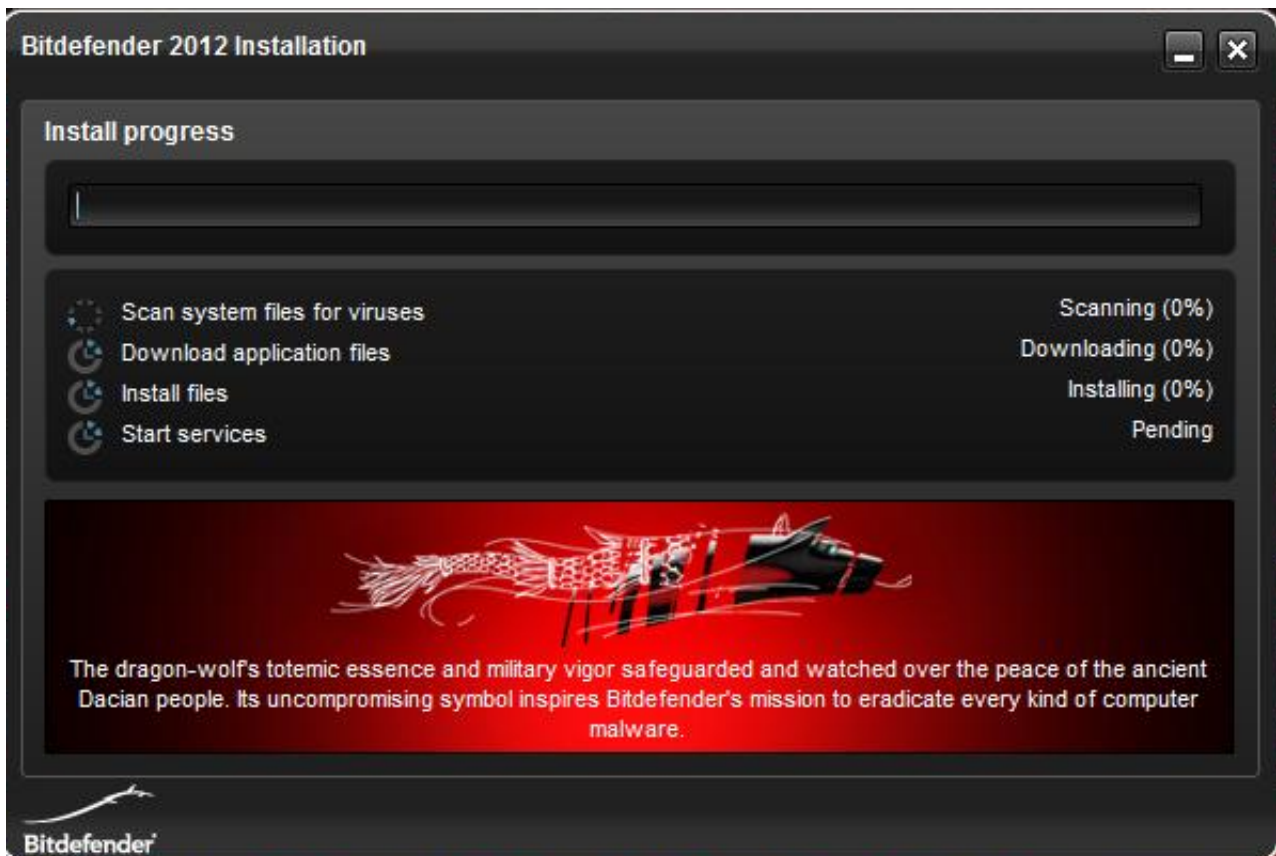 Bitdefender 2012 Installation
Install progress
Scan system files for viruses Scanning (0%)
Download application files Downloading (0%)
Install files Installing (0%)
Start services Pending
The dragon-wolf's totemic essence and military vigor safeguarded and watched over the peace of the ancient
Dacian people. Its uncompromising symbol inspires Bitdefender's mission to eradicate every kind of computer
malware.
Bitdefender